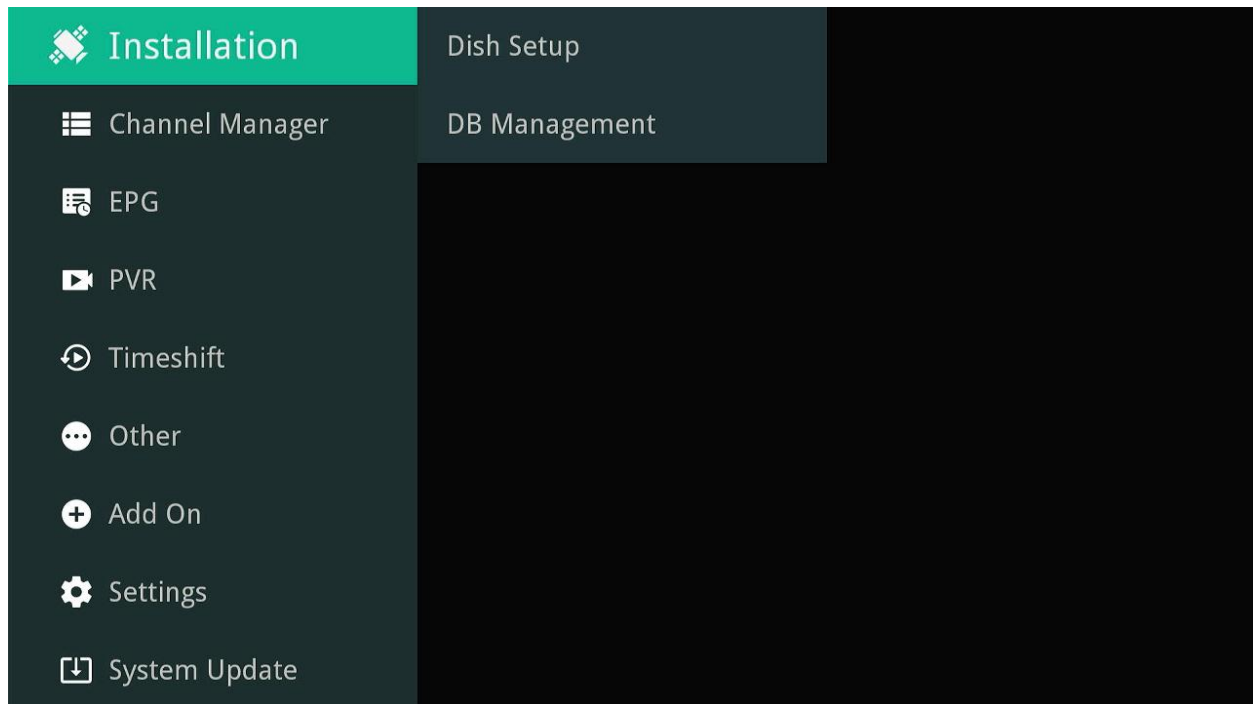 Installation
Channel Manager
EPG
PVR
Timeshift
Other
Add On
Settings
System Update
Dish Setup
DB Management